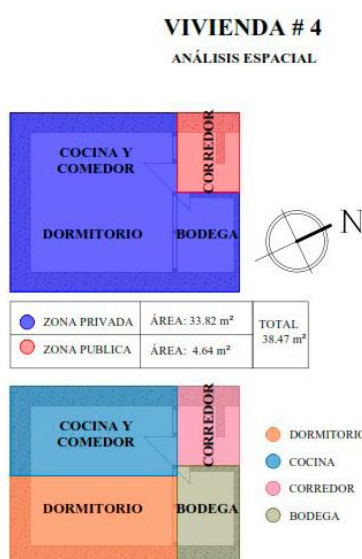 VIVIENDA # 4
ANÁLISIS ESPACIAL
COCINA Y
COMEDOR
CORREDOR
DORMITORIO
BODEGA
N
ZONA PRIVADA ÁREA: 33.82 m² TOTAL
38.47 m²
ZONA PUBLICA ÁREA: 4.64 m²
COCINA Y
COMEDOR
CORREDOR
DORMITORIO
BODEGA
DORMITORIO
COCINA
CORREDOR
BODEGA